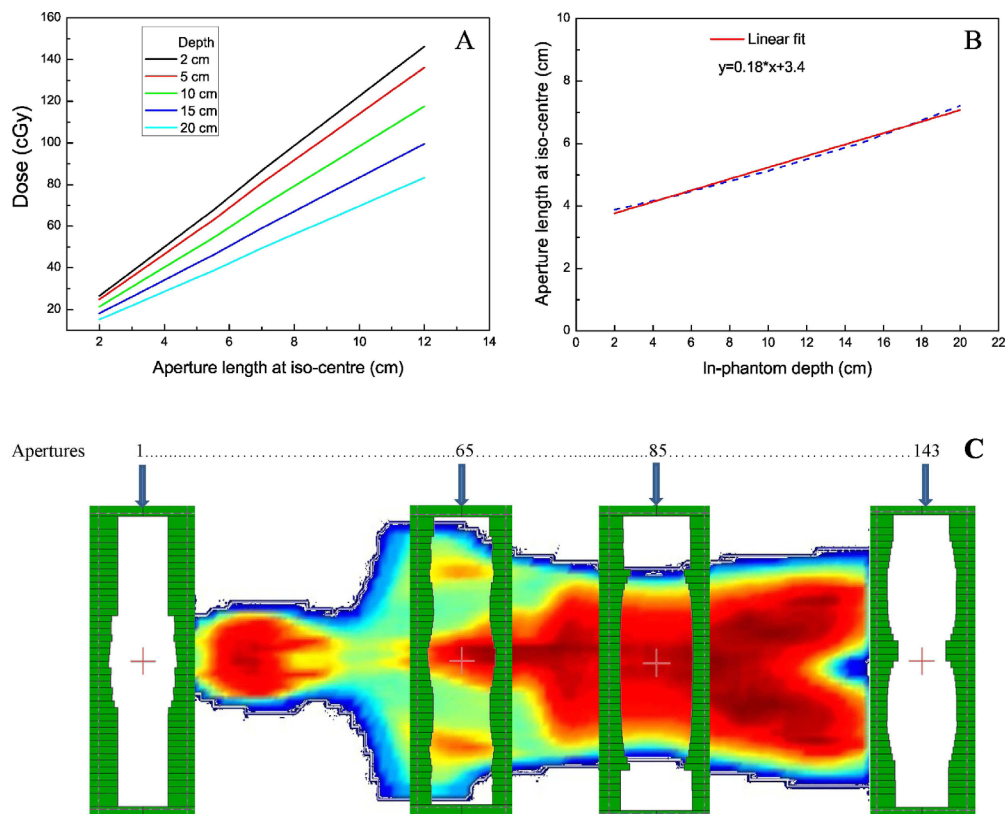 A
Depth
2 cm
5 cm
10 cm
15 cm
20 cm
160
140
120
100
80
60
40
20
Dose (cGy)
2 4 6 8 10 12 14
Aperture length at iso-centre (cm)
B
Linear fit
y=0.18*x+3.4
10
8
6
4
2
0
Aperture length at iso-centre (cm)
0 2 4 6 8 10 12 14 16 18 20 22
In-phantom depth (cm)
Apertures 1.......................................................65...................................85.............................................143 C